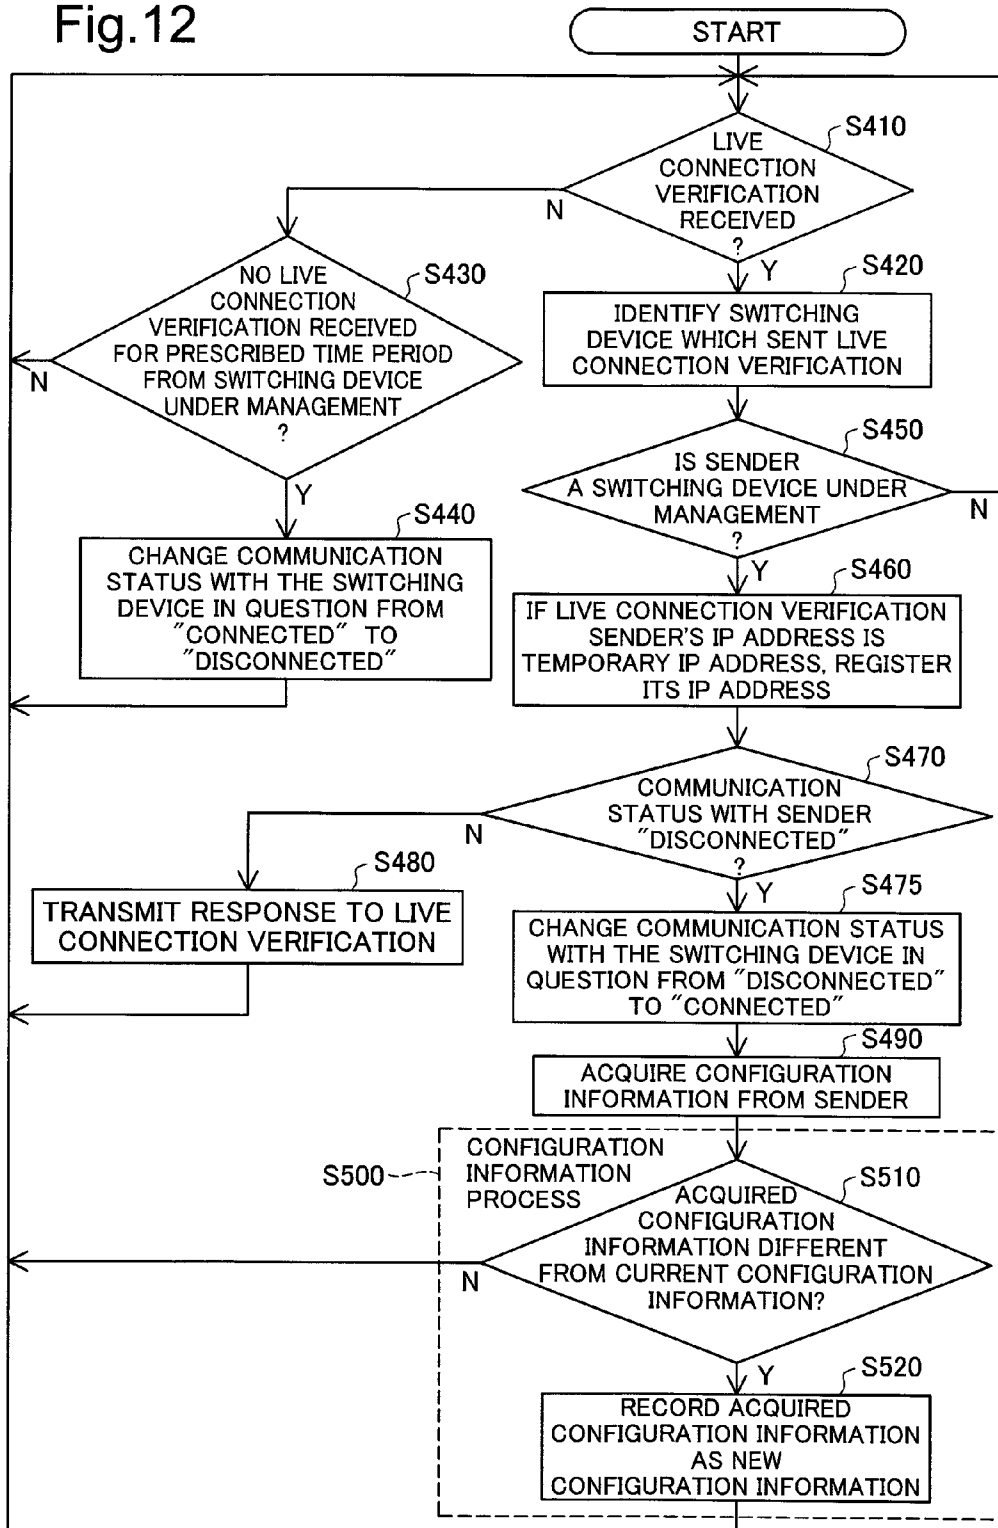 Fig.12
START
S410
LIVE
CONNECTION
VERIFICATION
RECEIVED
?
N
Y
S420
IDENTIFY SWITCHING
DEVICE WHICH SENT LIVE
CONNECTION VERIFICATION
S430
NO LIVE
CONNECTION
VERIFICATION RECEIVED
FOR PRESCRIBED TIME PERIOD
FROM SWITCHING DEVICE
UNDER MANAGEMENT
?
N
Y
S440
CHANGE COMMUNICATION
STATUS WITH THE SWITCHING
DEVICE IN QUESTION FROM
"CONNECTED" TO
"DISCONNECTED"
S450
IS SENDER
A SWITCHING DEVICE UNDER
MANAGEMENT
?
N
Y
S460
IF LIVE CONNECTION VERIFICATION
SENDER'S IP ADDRESS IS
TEMPORARY IP ADDRESS, REGISTER
ITS IP ADDRESS
S470
COMMUNICATION
STATUS WITH SENDER
"DISCONNECTED"
?
N
Y
S480
TRANSMIT RESPONSE TO LIVE
CONNECTION VERIFICATION
S475
CHANGE COMMUNICATION STATUS
WITH THE SWITCHING DEVICE IN
QUESTION FROM "DISCONNECTED"
TO "CONNECTED"
S490
ACQUIRE CONFIGURATION
INFORMATION FROM SENDER
S500
CONFIGURATION
INFORMATION
PROCESS
S510
ACQUIRED
CONFIGURATION
INFORMATION DIFFERENT
FROM CURRENT CONFIGURATION
INFORMATION?
N
Y
S520
RECORD ACQUIRED
CONFIGURATION INFORMATION
AS NEW
CONFIGURATION INFORMATION